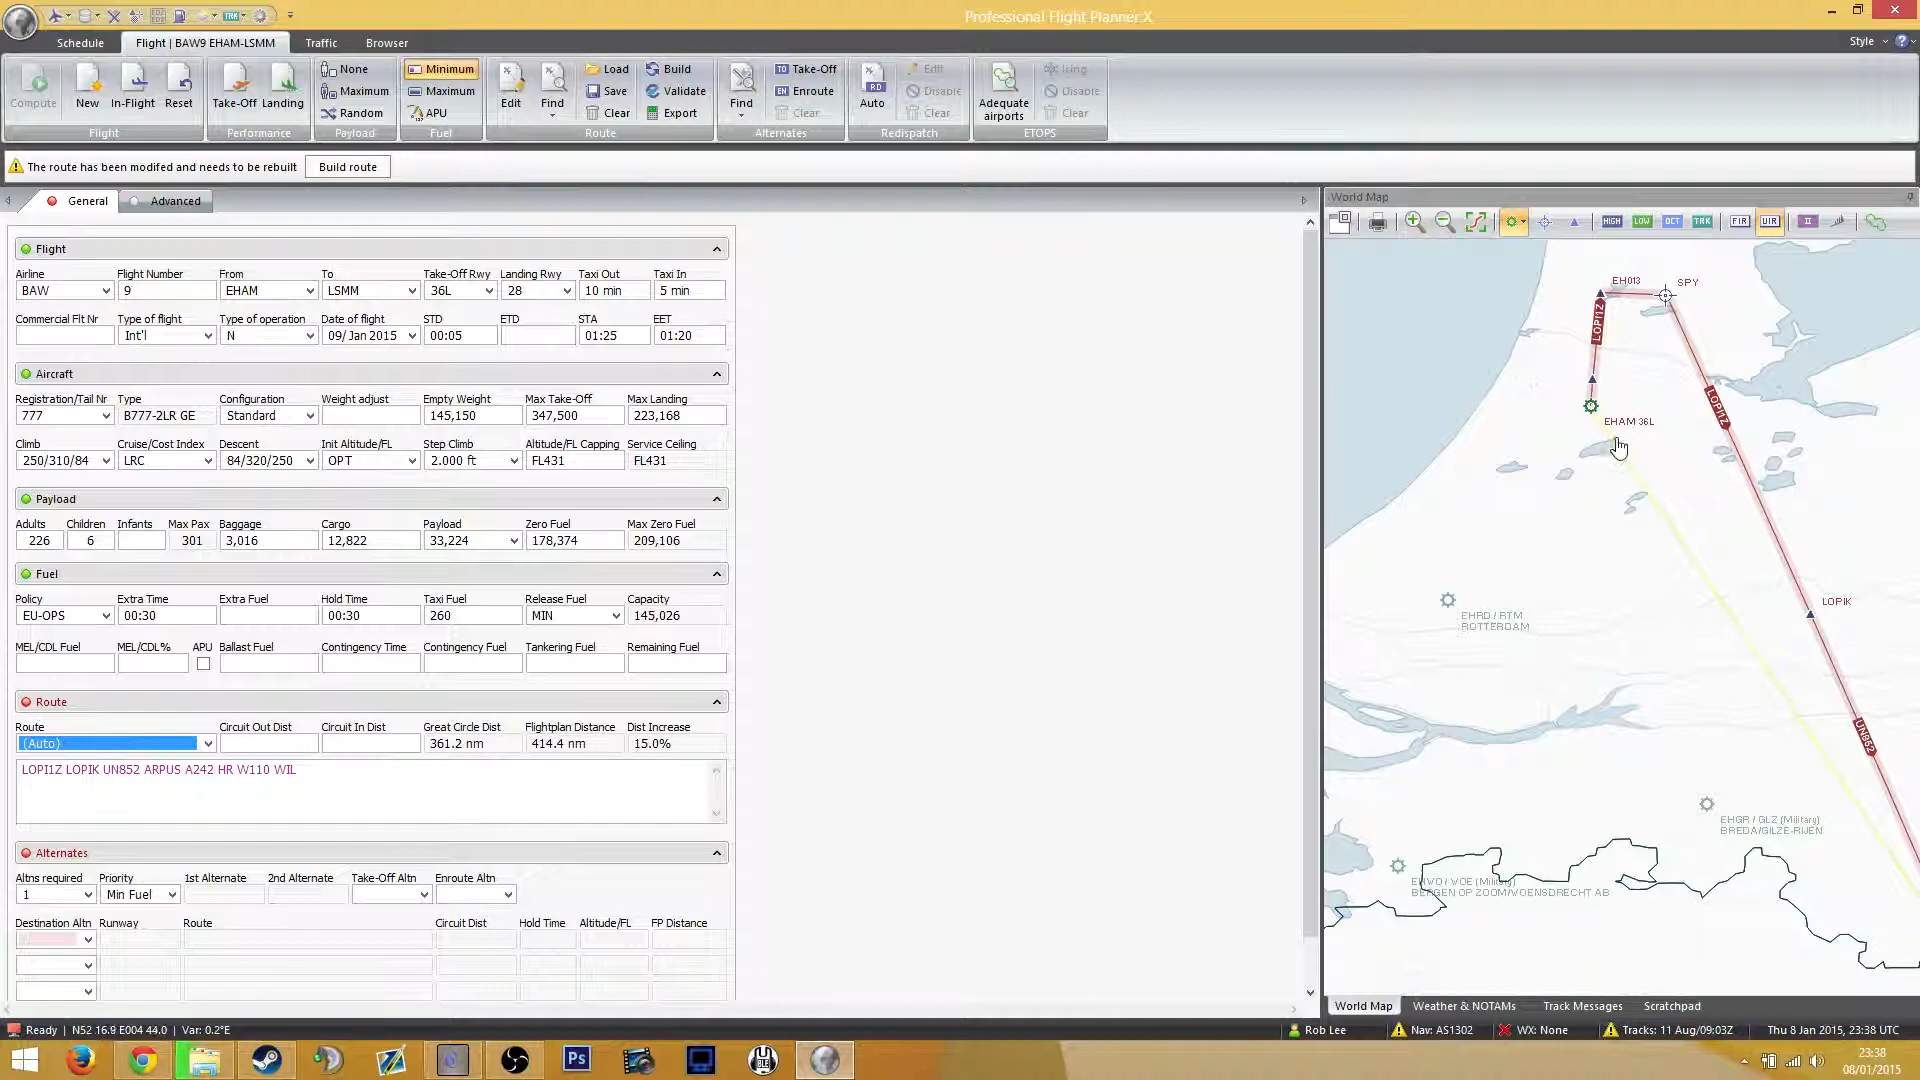 Professional Flight Planner X
Schedule Flight | BAW9 EHAM-LSMM Traffic Browser Style
Compute New In-Flight Reset Take-Off Landing None Maximum Random Minimum Maximum APU Edit Find Load Save Clear Build Validate Export Find Take-Off Enroute Clear Auto Edit Disable Clear Adequate airports Icing Disable Clear
Flight Performance Payload Fuel Route Alternates Redispatch ETOPS
The route has been modifed and needs to be rebuilt Build route
General Advanced
Flight
Airline Flight Number From To Take-Off Rwy Landing Rwy Taxi Out Taxi In
BAW 9 EHAM LSMM 36L 28 10 min 5 min
Commercial Flt Nr Type of flight Type of operation Date of flight STD ETD STA EET
Int'l N 09/Jan 2015 00:05 01:25 01:20
Aircraft
Registration/Tail Nr Type Configuration Weight adjust Empty Weight Max Take-Off Max Landing
777 B777-2LR GE Standard 145,150 347,500 223,168
Climb Cruise/Cost Index Descent Init Altitude/FL Step Climb Altitude/FL Capping Service Ceiling
250/310/84 LRC 84/320/250 OPT 2.000 ft FL431 FL431
Payload
Adults Children Infants Max Pax Baggage Cargo Payload Zero Fuel Max Zero Fuel
226 6 301 3,016 12,822 33,224 178,374 209,106
Fuel
Policy Extra Time Extra Fuel Hold Time Taxi Fuel Release Fuel Capacity
EU-OPS 00:30 00:30 260 MIN 145,026
MEL/CDL Fuel MEL/CDL% APU Ballast Fuel Contingency Time Contingency Fuel Tankering Fuel Remaining Fuel
Route
Route Circuit Out Dist Circuit In Dist Great Circle Dist Flightplan Distance Dist Increase
(Auto) 361.2 nm 414.4 nm 15.0%
LOPI1Z LOPIK UN852 ARPUS A242 HR W110 WIL
Alternates
Altns required Priority 1st Alternate 2nd Alternate Take-Off Altn Enroute Altn
1 Min Fuel
Destination Altn Runway Route Circuit Dist Hold Time Altitude/FL FP Distance
World Map
HIGH LOW OCT TRK FIR UIR
EH013 SPY
LOPI1Z
LOPI1Z
EHAM 36L
LOPIK
EHRD / RTM
ROTTERDAM
UN852
EHGR / GLZ (Military)
BREDA/GILZE-RIJEN
EHWO / WOE (Military)
BERGEN OP ZOOM/WOENSDRECHT AB
World Map Weather & NOTAMs Track Messages Scratchpad
Ready N52 16.9 E004 44.0 Var: 0.2°E Rob Lee Nav: AS1302 WX: None Tracks: 11 Aug/09:03Z Thu 8 Jan 2015, 23:38 UTC
Ps
23:38
08/01/2015